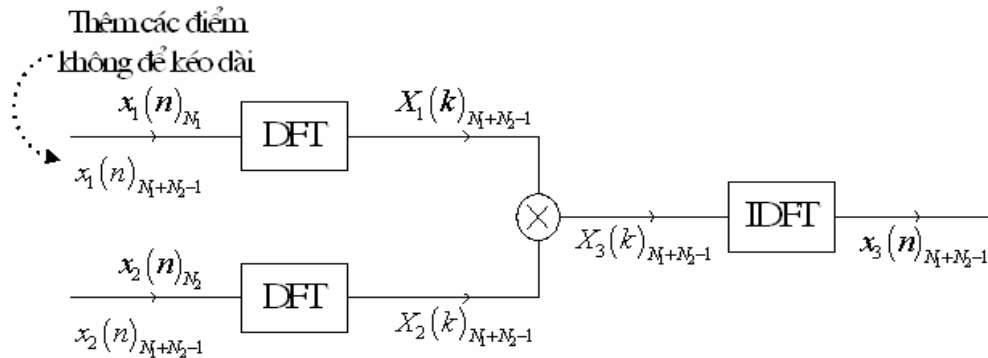 Thêm các điểm
không để kéo dài
x₁(n)_{N₁}
DFT
X₁(k)_{N₁+N₂−1}
x₁(n)_{N₁+N₂−1}
X₃(k)_{N₁+N₂−1}
IDFT
x₃(n)_{N₁+N₂−1}
x₂(n)_{N₂}
DFT
X₂(k)_{N₁+N₂−1}
x₂(n)_{N₁+N₂−1}